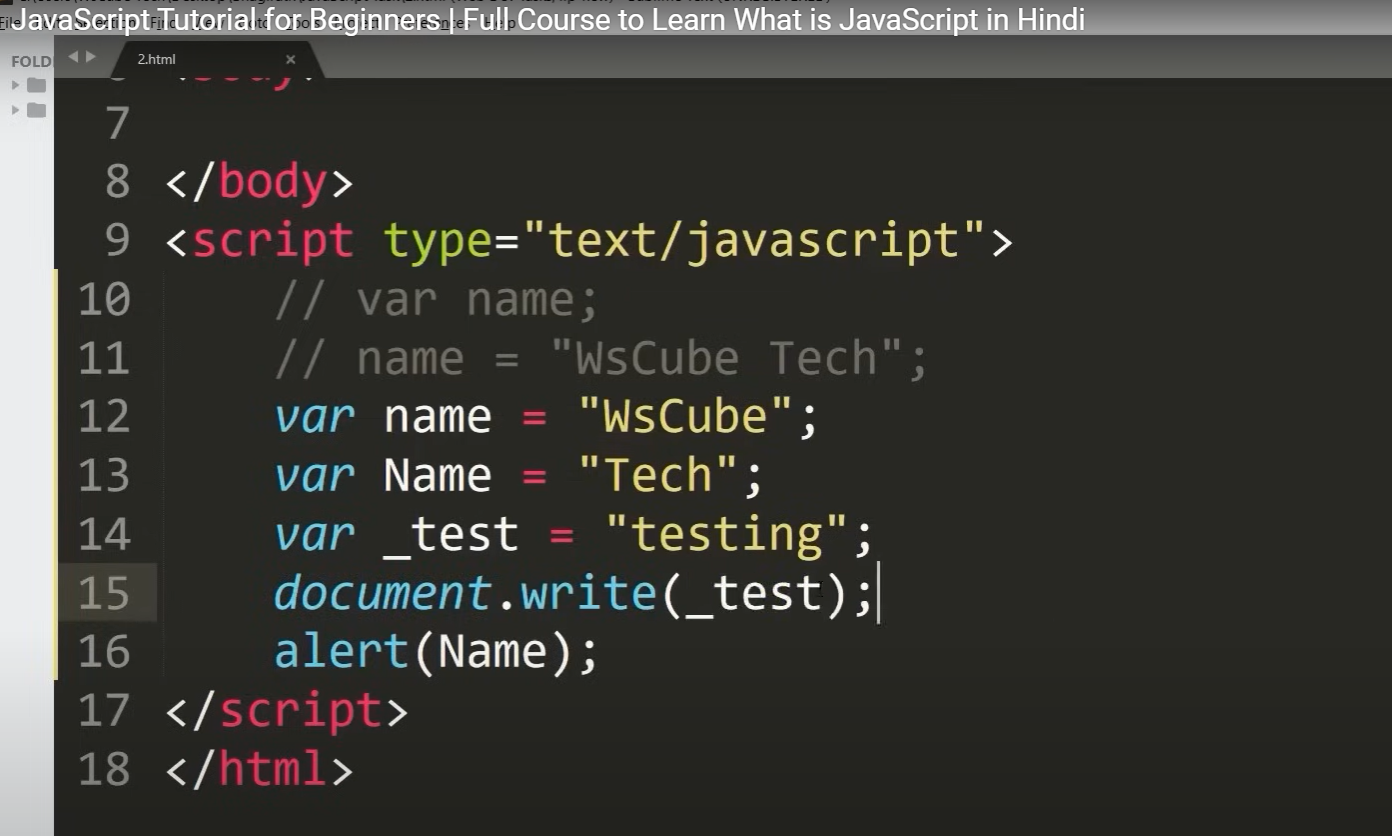 JavaScript Tutorial for Beginners | Full Course to Learn What is JavaScript in Hindi
2.html
7
8 </body>
9 <script type="text/javascript">
10 // var name;
11 // name = "WsCube Tech";
12 var name = "WsCube";
13 var Name = "Tech";
14 var _test = "testing";
15 document.write(_test);
16 alert(Name);
17 </script>
18 </html>